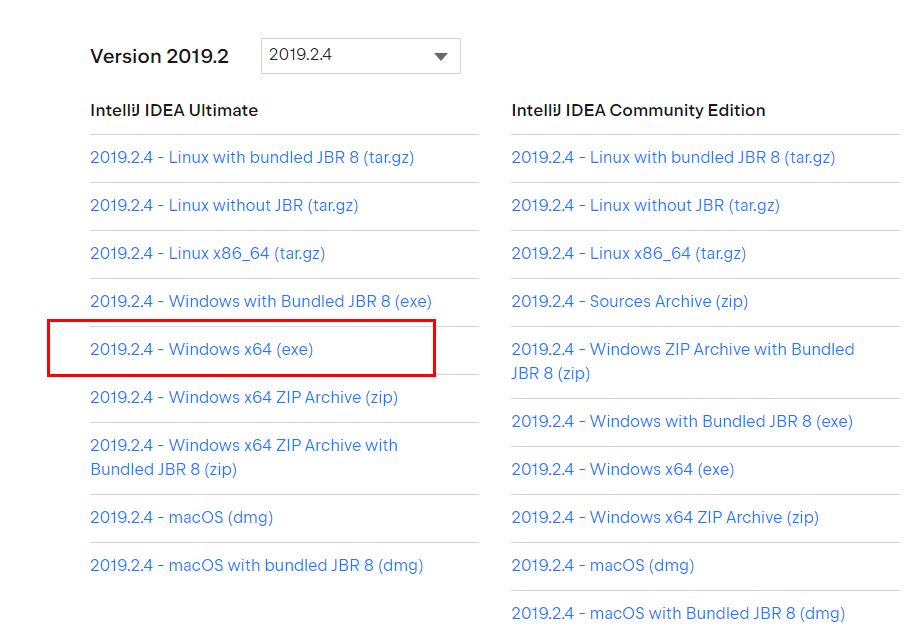 Version 2019.2
2019.2.4
IntelliJ IDEA Ultimate
2019.2.4 - Linux with bundled JBR 8 (tar.gz)
2019.2.4 - Linux without JBR (tar.gz)
2019.2.4 - Linux x86_64 (tar.gz)
2019.2.4 - Windows with Bundled JBR 8 (exe)
2019.2.4 - Windows x64 (exe)
2019.2.4 - Windows x64 ZIP Archive (zip)
2019.2.4 - Windows x64 ZIP Archive with
Bundled JBR 8 (zip)
2019.2.4 - macOS (dmg)
2019.2.4 - macOS with bundled JBR 8 (dmg)
IntelliJ IDEA Community Edition
2019.2.4 - Linux with bundled JBR 8 (tar.gz)
2019.2.4 - Linux without JBR (tar.gz)
2019.2.4 - Linux x86_64 (tar.gz)
2019.2.4 - Sources Archive (zip)
2019.2.4 - Windows ZIP Archive with Bundled
JBR 8 (zip)
2019.2.4 - Windows with Bundled JBR 8 (exe)
2019.2.4 - Windows x64 (exe)
2019.2.4 - Windows x64 ZIP Archive (zip)
2019.2.4 - macOS (dmg)
2019.2.4 - macOS with Bundled JBR 8 (dmg)